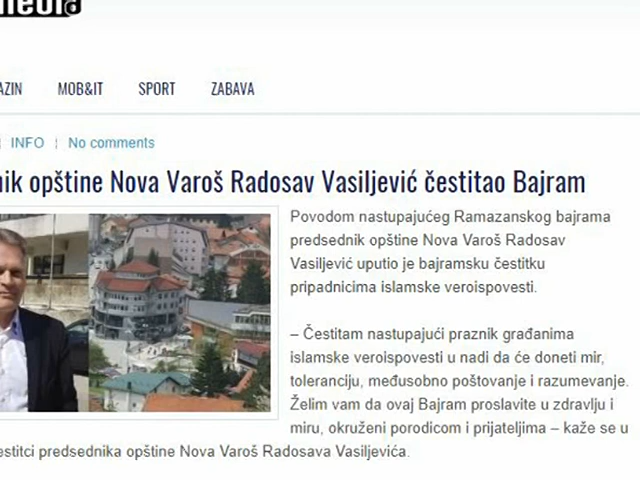 media
AZIN MOB&IT SPORT ZABAVA
INFO ¦ No comments
nik opštine Nova Varoš Radosav Vasiljević čestitao Bajram
Povodom nastupajućeg Ramazanskog bajrama
predsednik opštine Nova Varoš Radosav
Vasiljević uputio je bajramsku čestitku
pripadnicima islamske veroispovesti.
– Čestitam nastupajući praznik građanima
islamske veroispovesti u nadi da će doneti mir,
toleranciju, međusobno poštovanje i razumevanje.
Želim vam da ovaj Bajram proslavite u zdravlju i
miru, okruženi porodicom i prijateljima – kaže se u
estitci predsednika opštine Nova Varoš Radosava Vasiljevića.